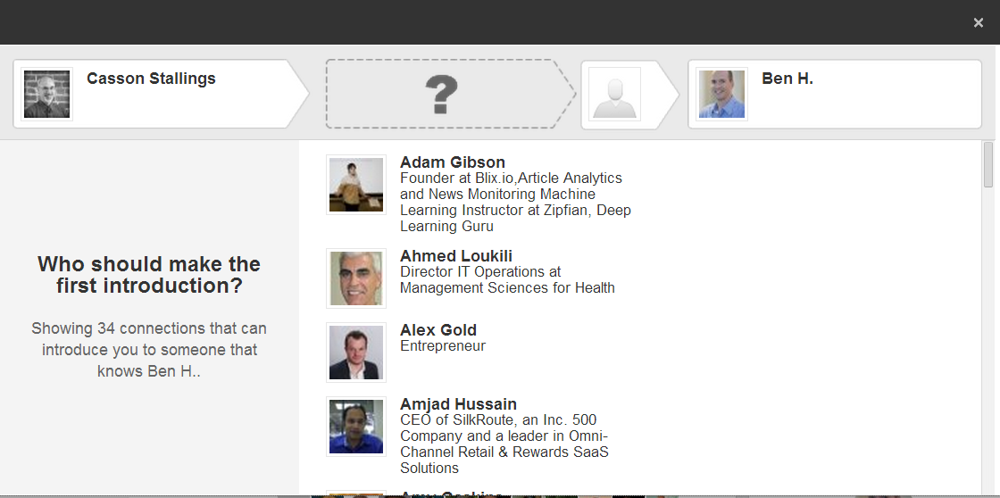 ×
Casson Stallings
?
Ben H.
Who should make the
first introduction?
Showing 34 connections that can
introduce you to someone that
knows Ben H..
Adam Gibson
Founder at Blix.io,Article Analytics
and News Monitoring Machine
Learning Instructor at Zipfian, Deep
Learning Guru
Ahmed Loukili
Director IT Operations at
Management Sciences for Health
Alex Gold
Entrepreneur
Amjad Hussain
CEO of SilkRoute, an Inc. 500
Company and a leader in Omni-
Channel Retail & Rewards SaaS
Solutions